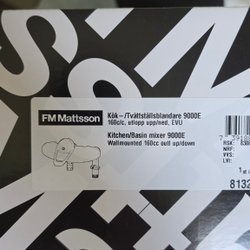 FM Mattsson
Kök-/Tvättställsblandare 9000E
160c/c, utlopp upp/ned, EVU
Kitchen/Basin mixer 9000E
Wallmounted 160cc outl up/down
RSK:
NRF:
VVS:
LVI:
8132